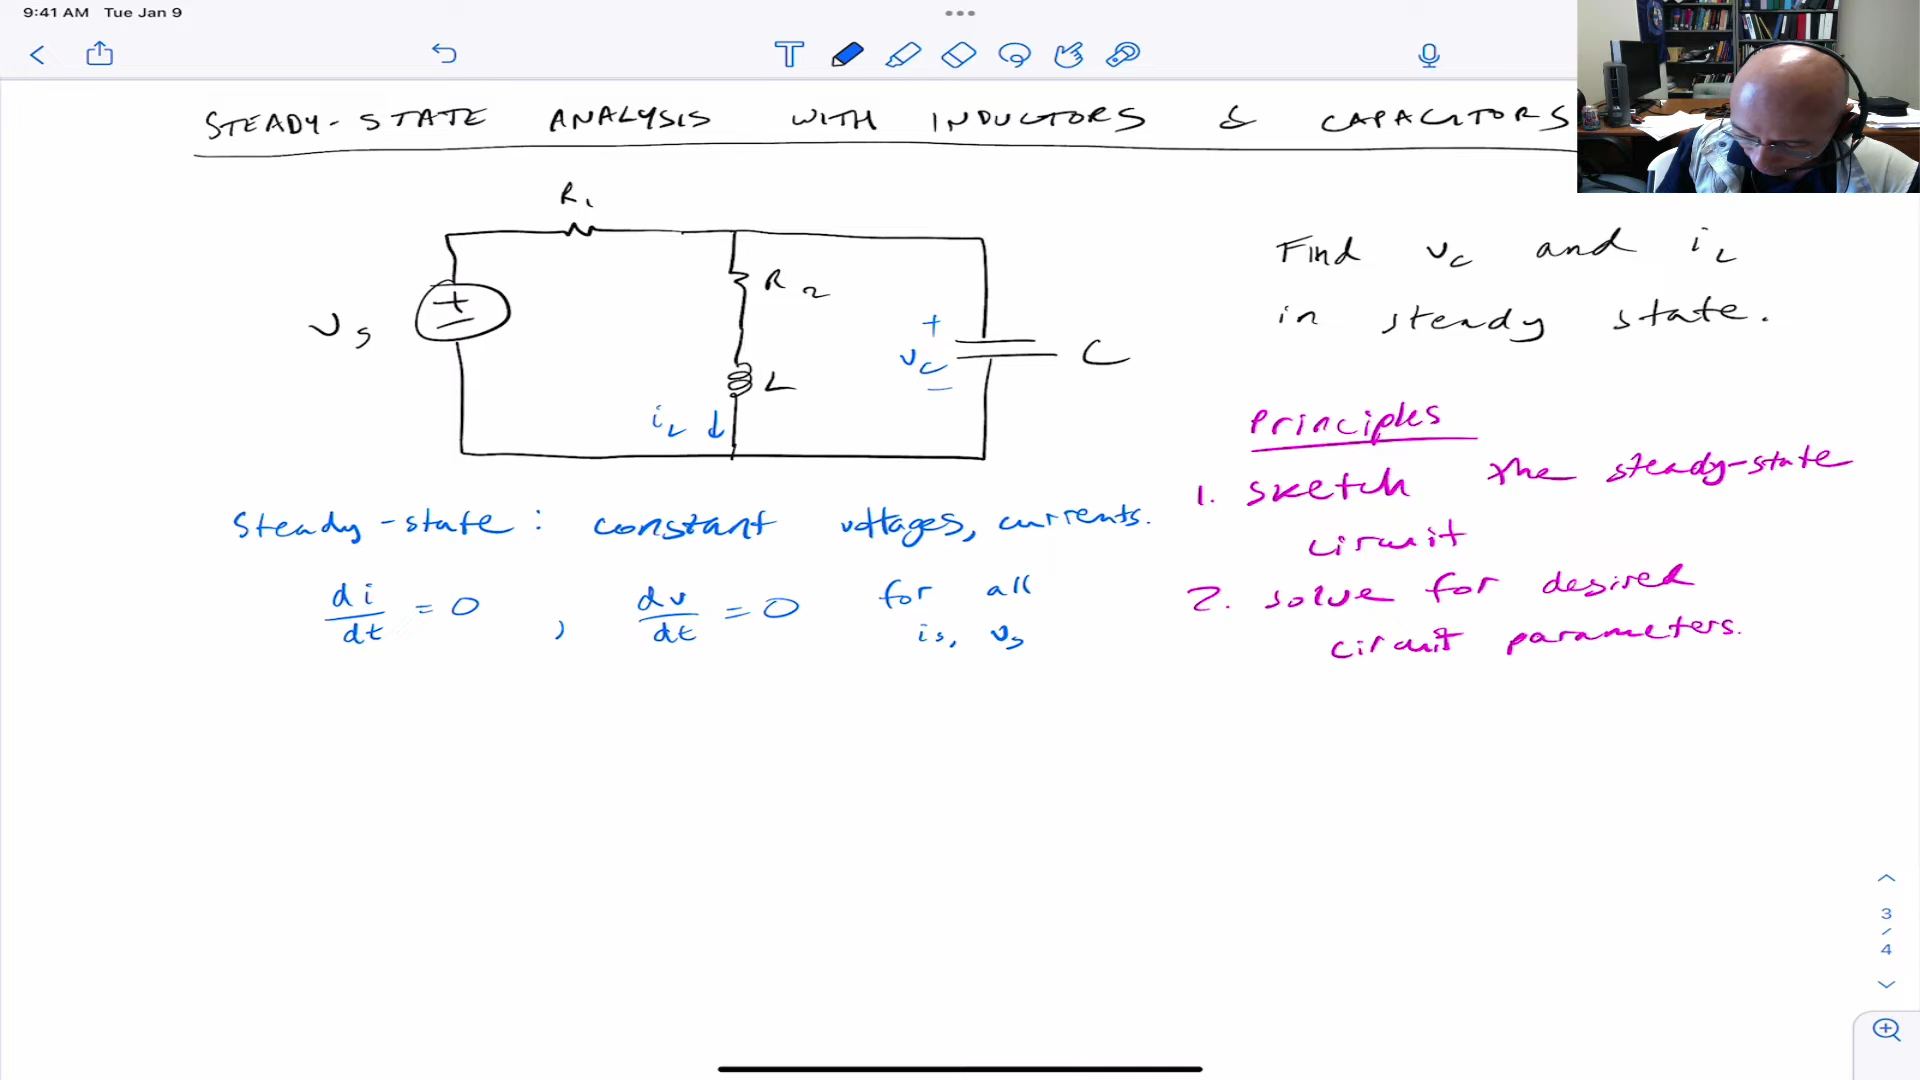 9:41 AM Tue Jan 9
STEADY-STATE ANALYSIS WITH INDUCTORS & CAPACITORS
R1
Vs
+
R2
L
iL
+
vC
-
C
Find vC and iL
in steady state.
Principles
1. sketch the steady-state
circuit
2. solve for desired
circuit parameters.
Steady-state: constant voltages, currents.
di/dt = 0, dv/dt = 0 for all
is, vs
3
/
4